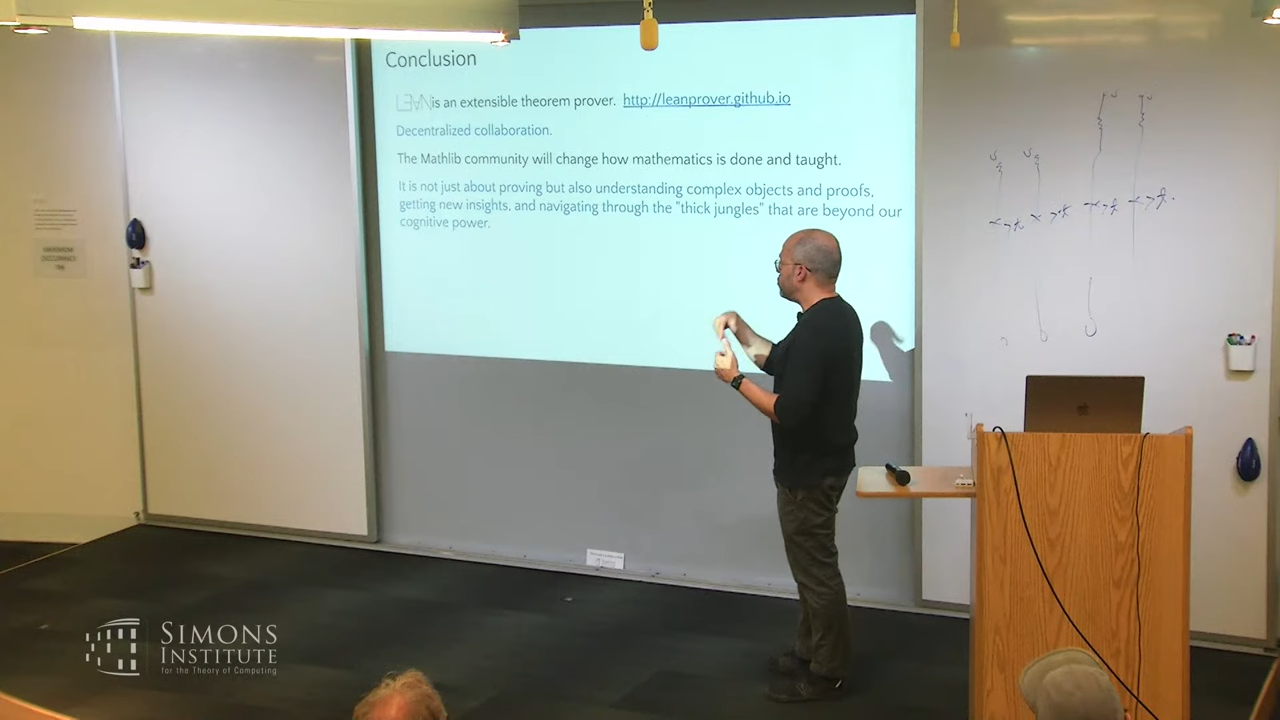 Conclusion
L∃∀N is an extensible theorem prover. http://leanprover.github.io
Decentralized collaboration.
The Mathlib community will change how mathematics is done and taught.
It is not just about proving but also understanding complex objects and proofs,
getting new insights, and navigating through the "thick jungles" that are beyond our
cognitive power.
MAXIMUM
OCCUPANCY
SIMONS
INSTITUTE
for the Theory of Computing